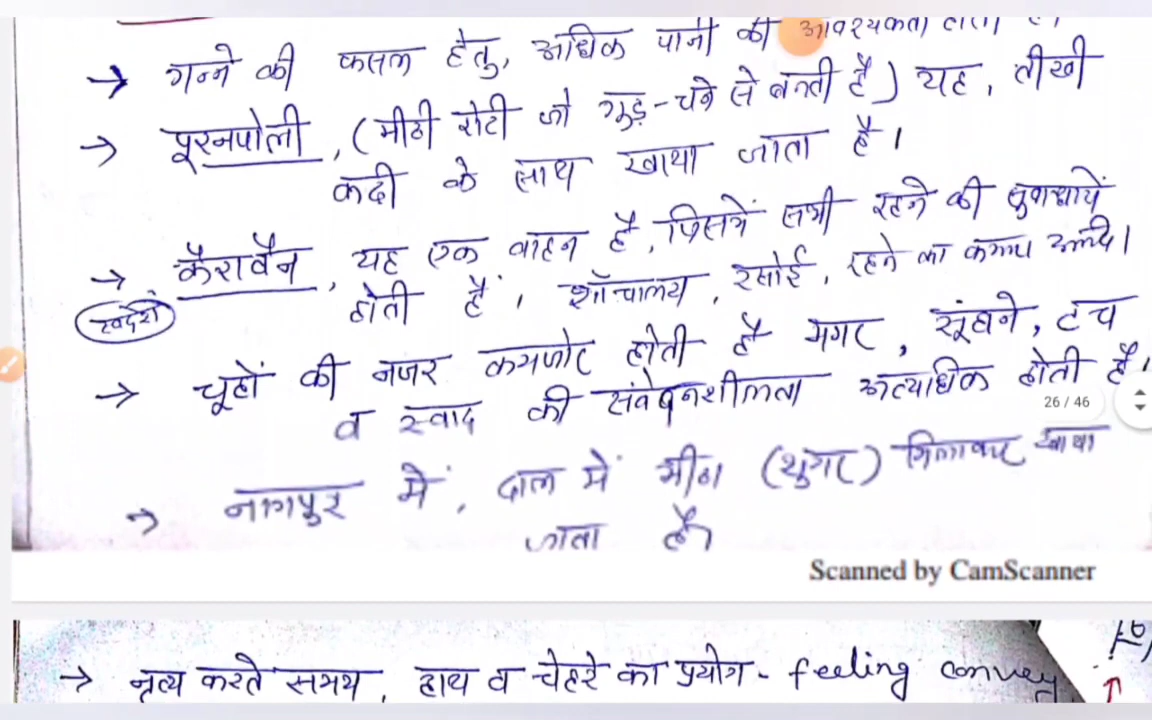 → गन्ने की फसल हेतु, अधिक पानी की आवश्यकता होती है।
→ पूरनपोली, (मीठी रोटी जो गुड़-चने से बनती है) यह, तीखी
कढ़ी के साथ खाया जाता है।
→ कैरावैन, यह एक वाहन है, जिसमें सभी रहने की सुविधायें
होती हैं, शौचालय, रसोई, रहने का कमरा आदि।
→ चूहों की नजर कमजोर होती है मगर, सूंघने, टच
व स्वाद की संवेदनशीलता अत्याधिक होती है।
26 / 46
→ नागपुर में, दाल में मीठा (शुगर) मिलाकर खाया
जाता है।
Scanned by CamScanner
→ नृत्य करते समय, हाथ व चेहरे का प्रयोग - feeling convey